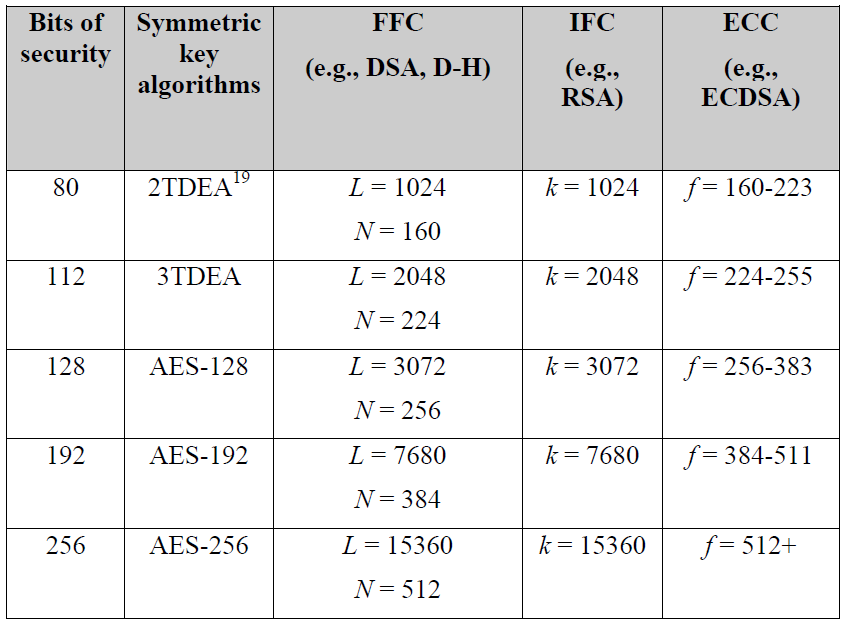 Bits of security
Symmetric key algorithms
FFC
(e.g., DSA, D-H)
IFC
(e.g., RSA)
ECC
(e.g., ECDSA)
80
2TDEA19
L = 1024
N = 160
k = 1024
f = 160-223
112
3TDEA
L = 2048
N = 224
k = 2048
f = 224-255
128
AES-128
L = 3072
N = 256
k = 3072
f = 256-383
192
AES-192
L = 7680
N = 384
k = 7680
f = 384-511
256
AES-256
L = 15360
N = 512
k = 15360
f = 512+